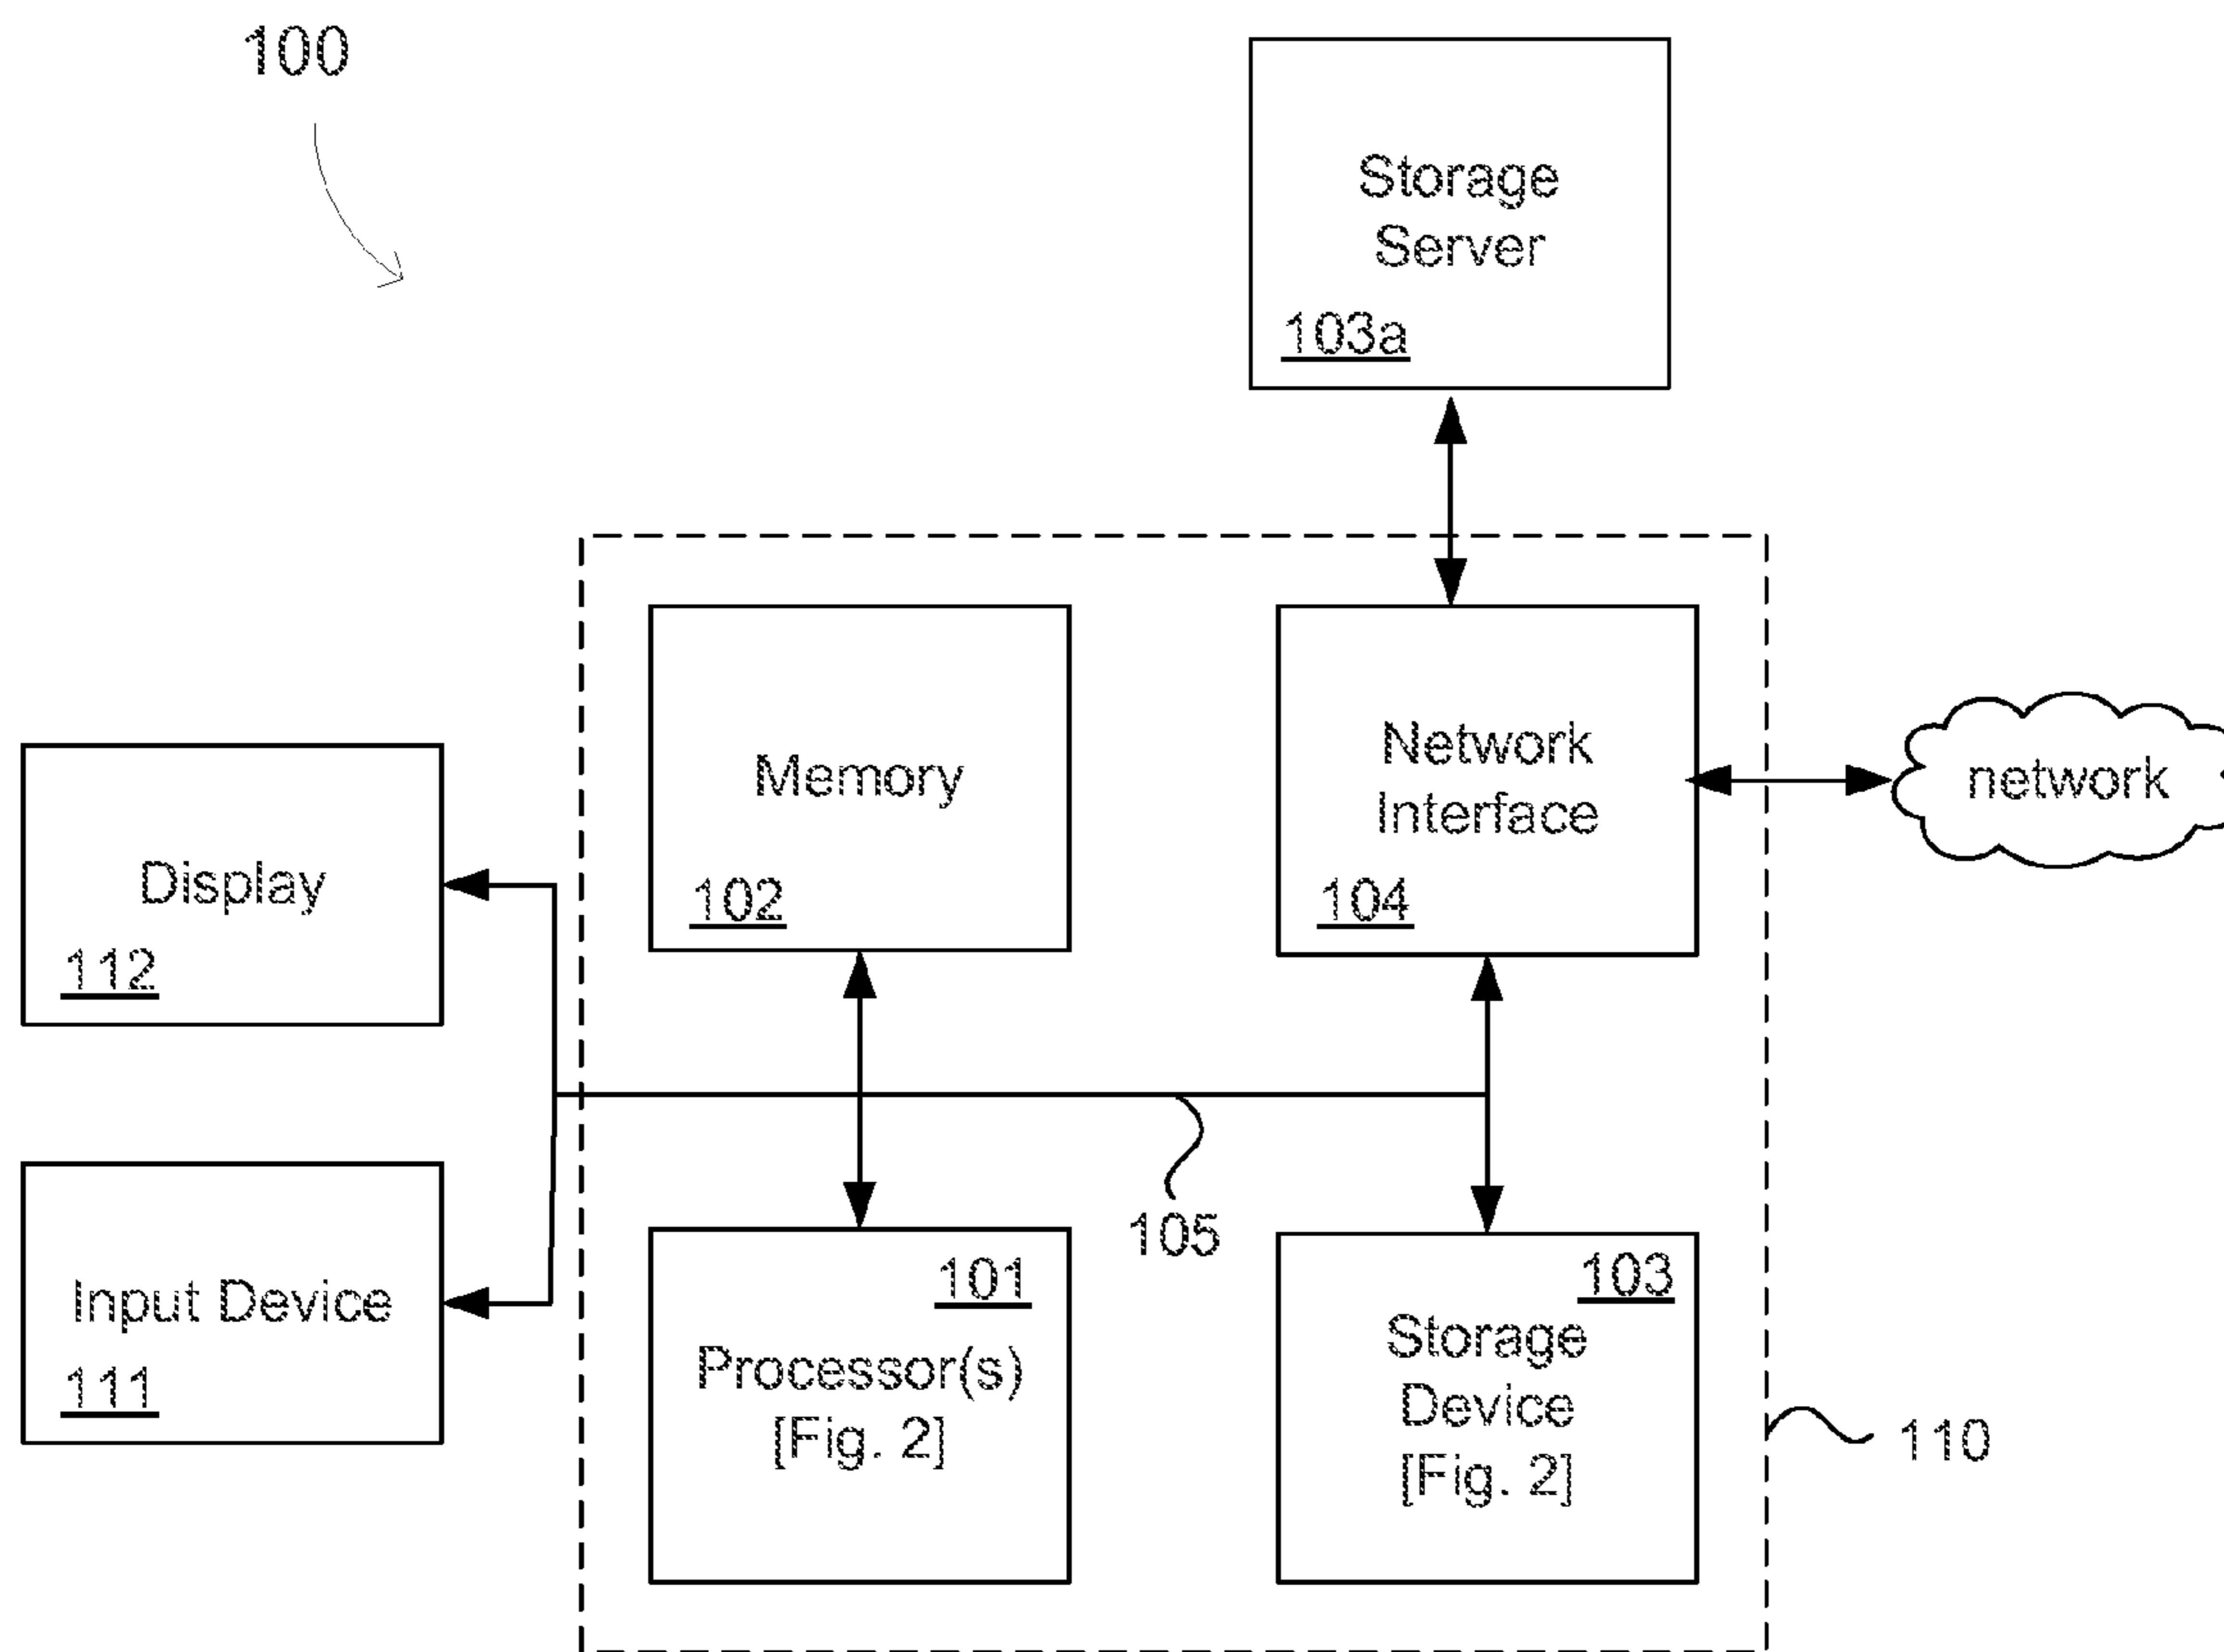 100
Storage
Server
103a
Memory
102
Network
Interface
104
network
Display
112
Input Device
111
105
101
Processor(s)
[Fig. 2]
103
Storage
Device
[Fig. 2]
110